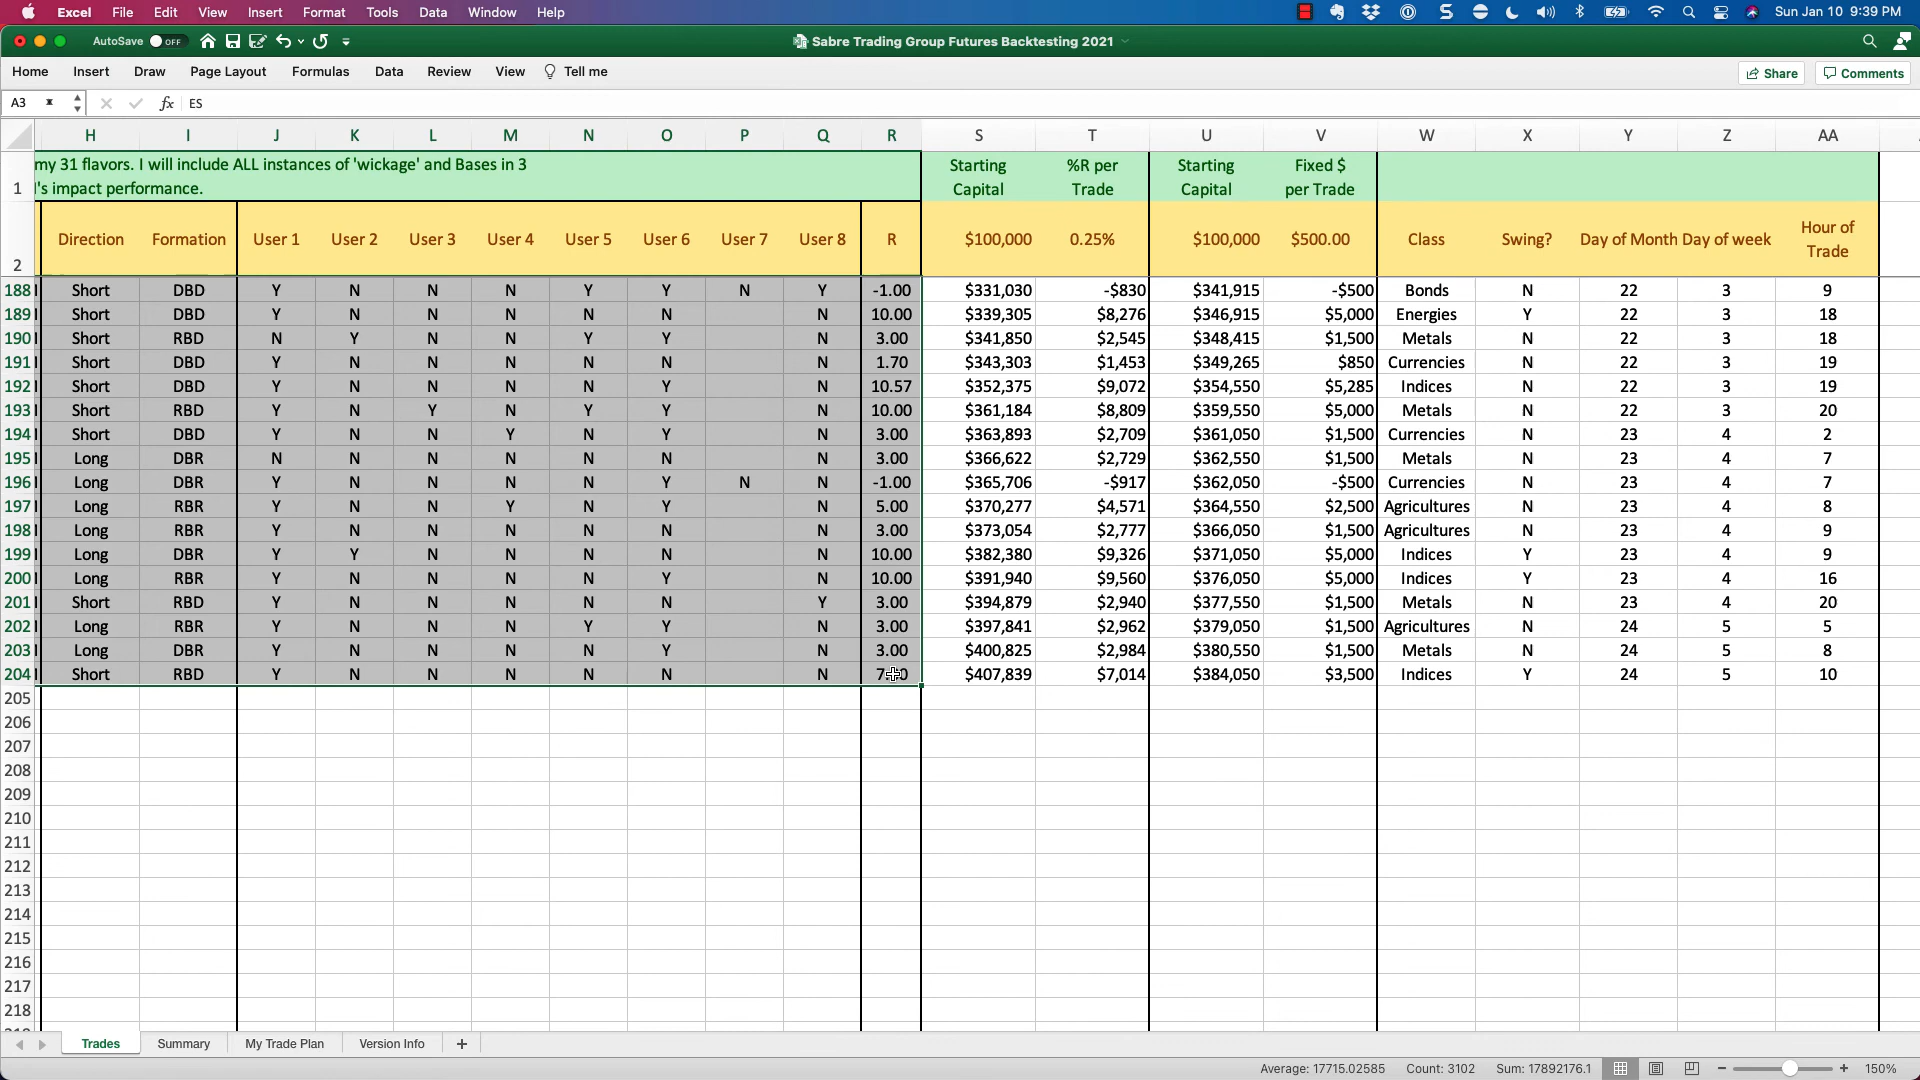 Excel File Edit View Insert Format Tools Data Window Help Sun Jan 10 9:39 PM
AutoSave OFF Sabre Trading Group Futures Backtesting 2021
Home Insert Draw Page Layout Formulas Data Review View Tell me Share Comments
A3 fx ES
H I J K L M N O P Q R S T U V W X Y Z AA
my 31 flavors. I will include ALL instances of 'wickage' and Bases in 3 Starting %R per Starting Fixed $
1 l's impact performance. Capital Trade Capital per Trade
Direction Formation User 1 User 2 User 3 User 4 User 5 User 6 User 7 User 8 R $100,000 0.25% $100,000 $500.00 Class Swing? Day of Month Day of week Hour of
2 Trade
188 Short DBD Y N N N Y Y N Y -1.00 $331,030 -$830 $341,915 -$500 Bonds N 22 3 9
189 Short DBD Y N N N N N N 10.00 $339,305 $8,276 $346,915 $5,000 Energies Y 22 3 18
190 Short RBD N Y N N Y Y N 3.00 $341,850 $2,545 $348,415 $1,500 Metals N 22 3 18
191 Short DBD Y N N N N N N 1.70 $343,303 $1,453 $349,265 $850 Currencies N 22 3 19
192 Short DBD Y N N N N Y N 10.57 $352,375 $9,072 $354,550 $5,285 Indices N 22 3 19
193 Short RBD Y N Y N Y Y N 10.00 $361,184 $8,809 $359,550 $5,000 Metals N 22 3 20
194 Short DBD Y N N Y N Y N 3.00 $363,893 $2,709 $361,050 $1,500 Currencies N 23 4 2
195 Long DBR N N N N N N N 3.00 $366,622 $2,729 $362,550 $1,500 Metals N 23 4 7
196 Long DBR Y N N N N Y N N -1.00 $365,706 -$917 $362,050 -$500 Currencies N 23 4 7
197 Long RBR Y N N Y N Y N 5.00 $370,277 $4,571 $364,550 $2,500 Agricultures N 23 4 8
198 Long RBR Y N N N N N N 3.00 $373,054 $2,777 $366,050 $1,500 Agricultures N 23 4 9
199 Long DBR Y Y N N N N N 10.00 $382,380 $9,326 $371,050 $5,000 Indices Y 23 4 9
200 Long RBR Y N N N N Y N 10.00 $391,940 $9,560 $376,050 $5,000 Indices Y 23 4 16
201 Short RBD Y N N N N N Y 3.00 $394,879 $2,940 $377,550 $1,500 Metals N 23 4 20
202 Long RBR Y N N N Y Y N 3.00 $397,841 $2,962 $379,050 $1,500 Agricultures N 24 5 5
203 Long DBR Y N N N N Y N 3.00 $400,825 $2,984 $380,550 $1,500 Metals N 24 5 8
204 Short RBD Y N N N N N N $407,839 $7,014 $384,050 $3,500 Indices Y 24 5 10
205
206
207
208
209
210
211
212
213
214
215
216
217
218
Trades Summary My Trade Plan Version Info +
Average: 17715.02585 Count: 3102 Sum: 17892176.1 150%